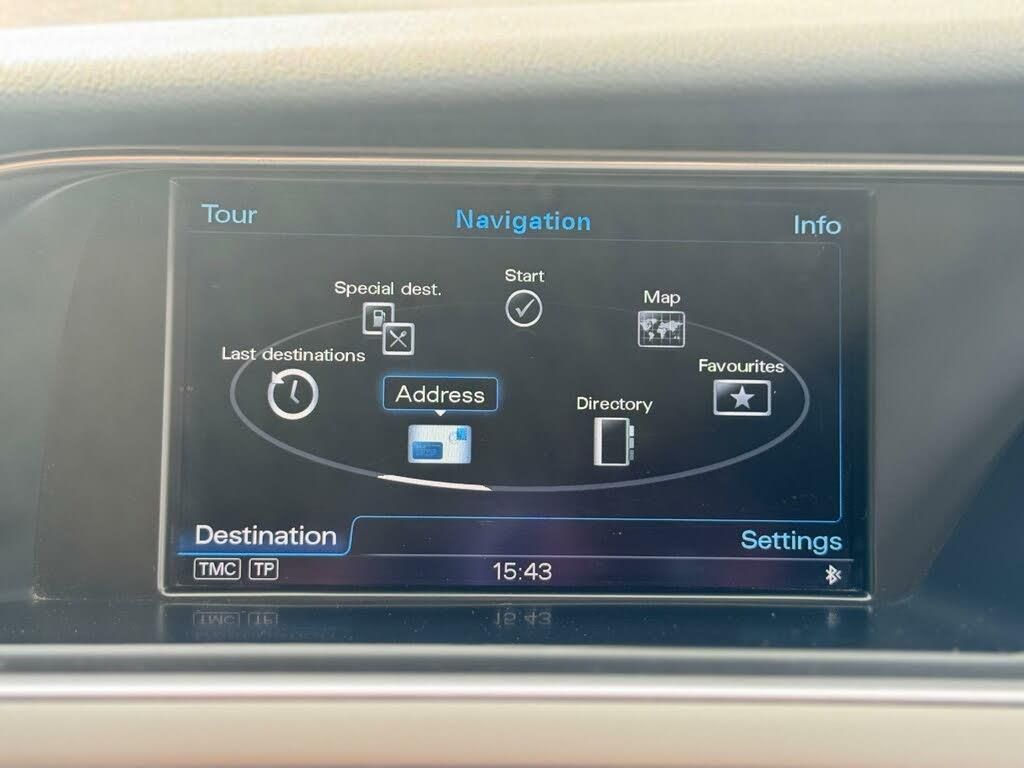 Tour Navigation Info
Start
Special dest.
Map
Last destinations
Favourites
Address
Directory
Destination
Settings
TMC TP 15:43